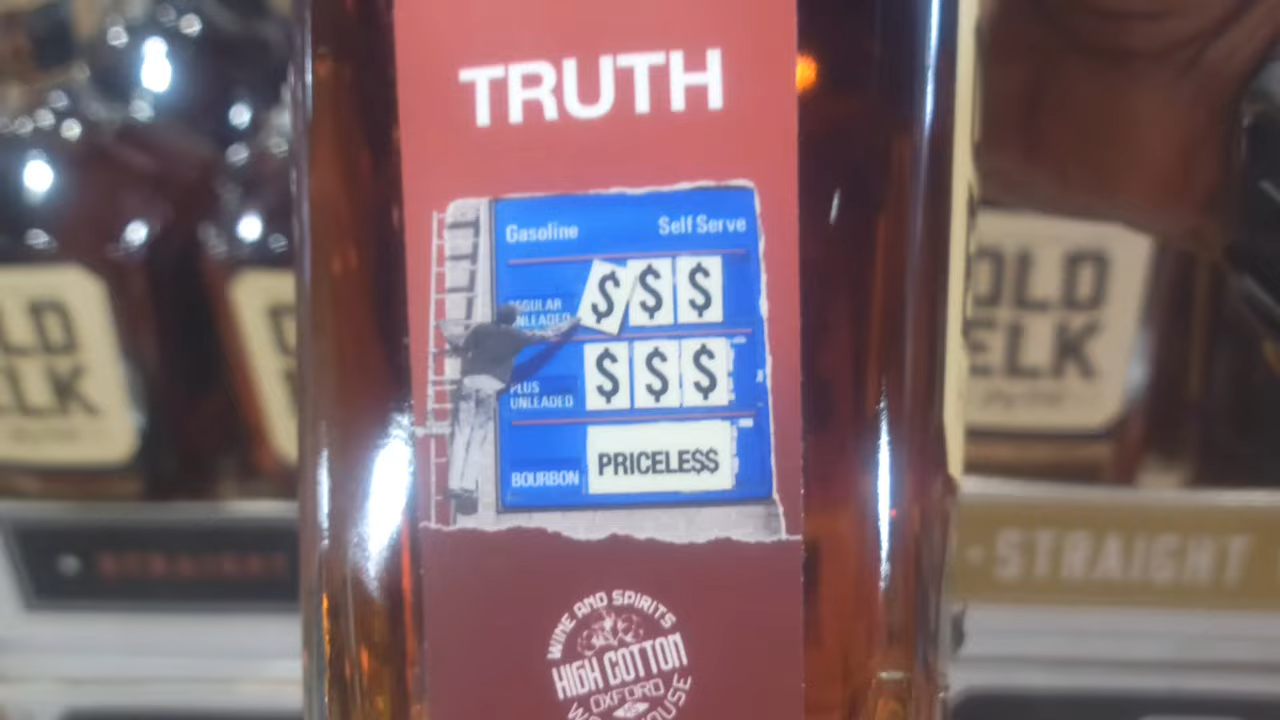 TRUTH
Gasoline Self Serve
REGULAR UNLEADED $ $ $
PLUS UNLEADED $ $ $
BOURBON PRICELE$$
WINE AND SPIRITS
HIGH COTTON
OXFORD
OLD ELK
OLD ELK
STRAIGHT
STRAIGHT